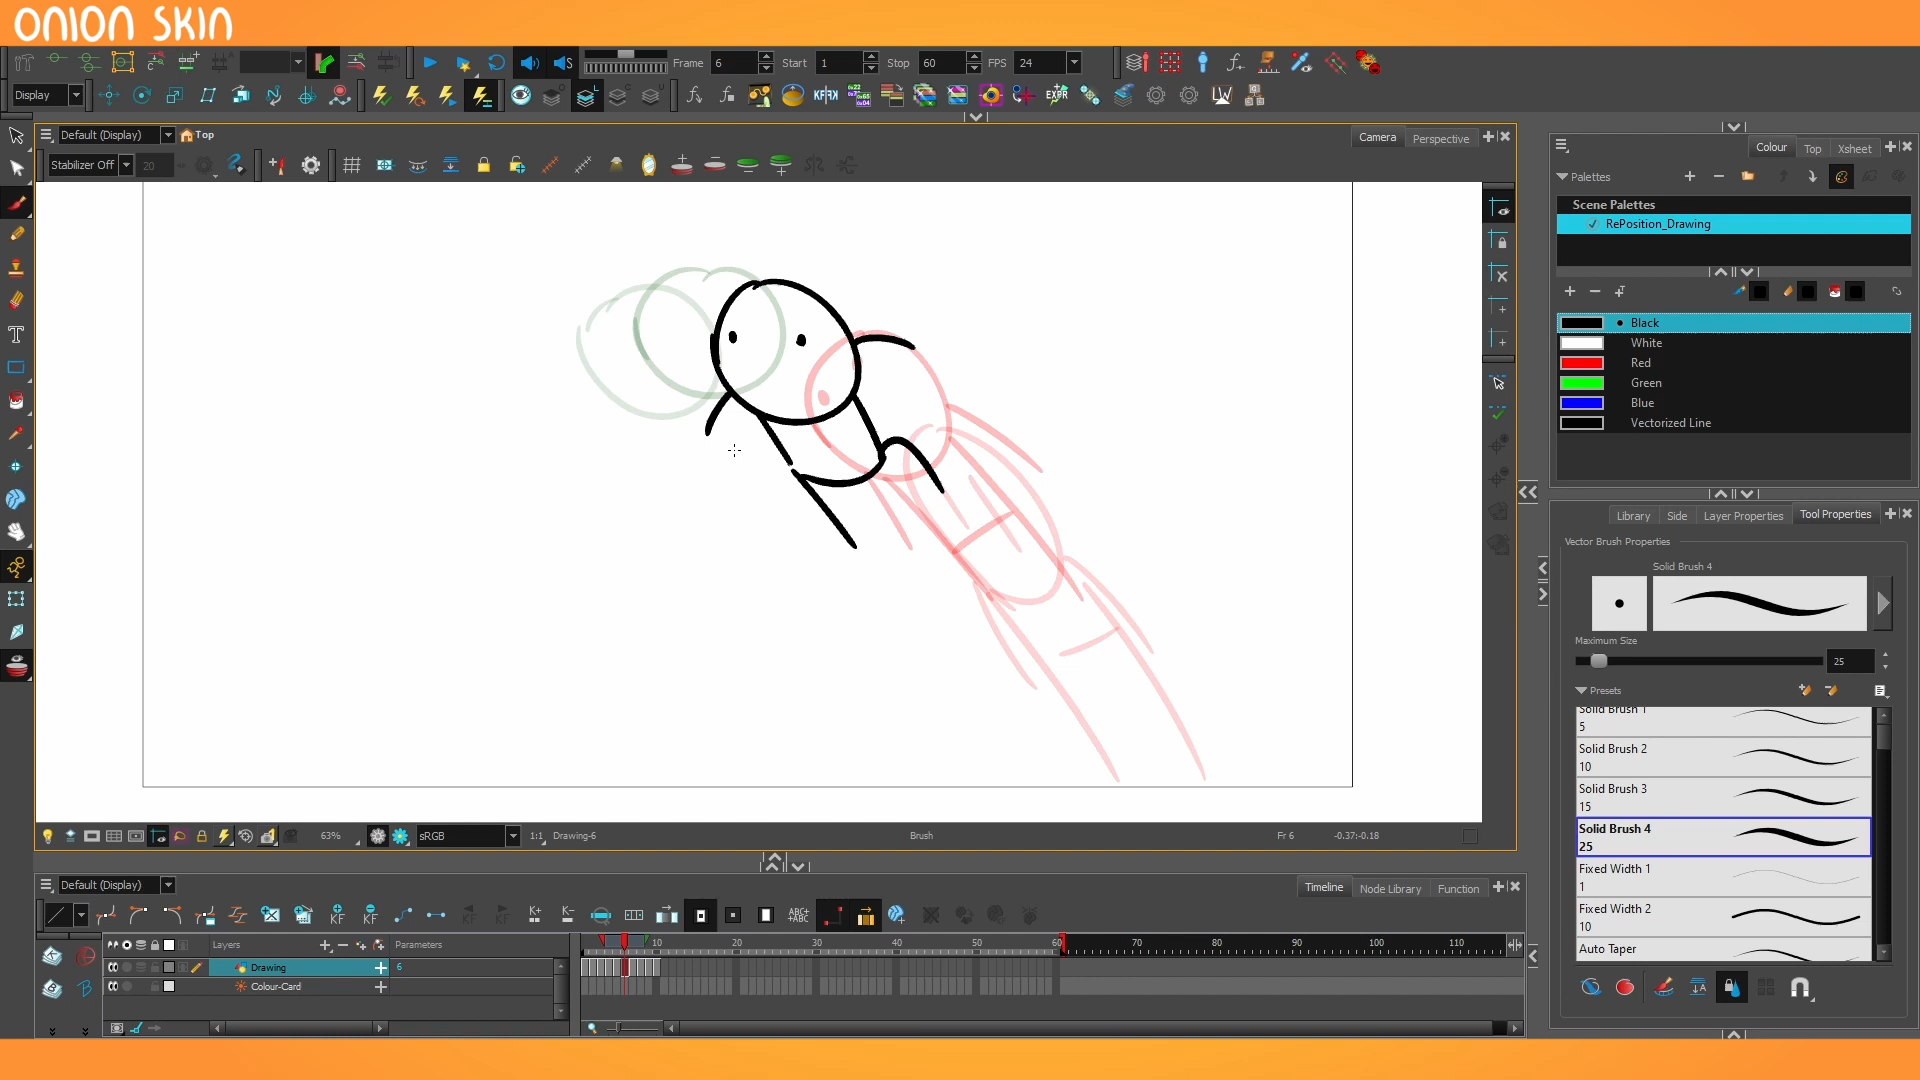 ONION SKIN
Frame 6 Start 1 Stop 60 FPS 24
Display
Default (Display) Top Camera Perspective
Stabilizer Off 20
Colour Top Xsheet
Palettes
Scene Palettes
RePosition_Drawing
Black
White
Red
Green
Blue
Vectorized Line
Library Side Layer Properties Tool Properties
Vector Brush Properties
Solid Brush 4
Maximum Size
25
Presets
Solid Brush 1
5
Solid Brush 2
10
Solid Brush 3
15
Solid Brush 4
25
Fixed Width 1
1
Fixed Width 2
10
Auto Taper
63% sRGB 1:1 Drawing-6 Brush Fr 6 -0.37:-0.18
Default (Display) Timeline Node Library Function
Layers Parameters 10 20 30 40 50 60 70 80 90 100 110
Drawing 6
Colour-Card